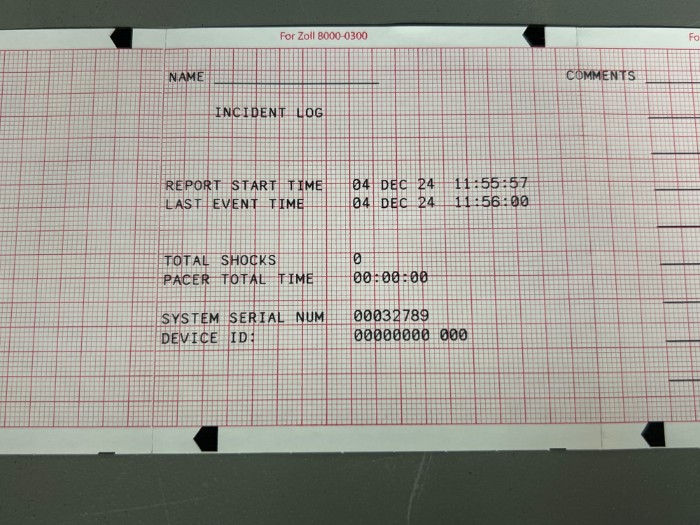 For Zoll 8000-0300
Fo
NAME
COMMENTS
INCIDENT LOG
REPORT START TIME 04 DEC 24 11:55:57
LAST EVENT TIME 04 DEC 24 11:56:00
TOTAL SHOCKS 0
PACER TOTAL TIME 00:00:00
SYSTEM SERIAL NUM 00032789
DEVICE ID: 00000000 000